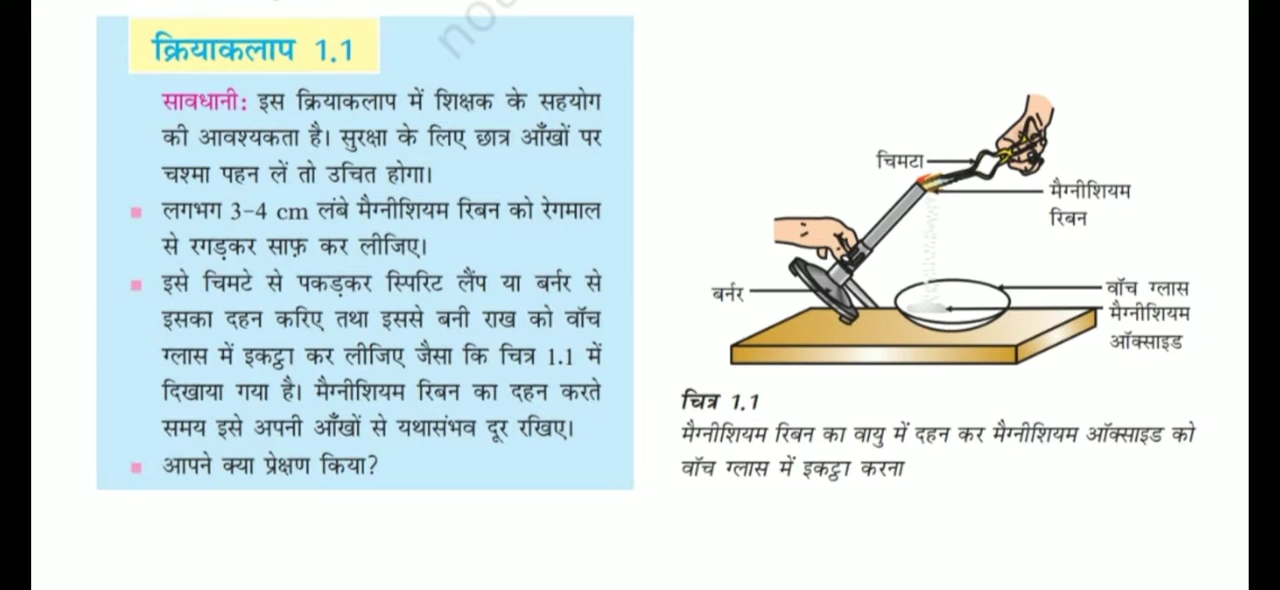 क्रियाकलाप 1.1
सावधानी: इस क्रियाकलाप में शिक्षक के सहयोग
की आवश्यकता है। सुरक्षा के लिए छात्र आँखों पर
चश्मा पहन लें तो उचित होगा।
■ लगभग 3-4 cm लंबे मैग्नीशियम रिबन को रेगमाल
से रगड़कर साफ़ कर लीजिए।
■ इसे चिमटे से पकड़कर स्पिरिट लैंप या बर्नर से
इसका दहन करिए तथा इससे बनी राख को वॉच
ग्लास में इकट्ठा कर लीजिए जैसा कि चित्र 1.1 में
दिखाया गया है। मैग्नीशियम रिबन का दहन करते
समय इसे अपनी आँखों से यथासंभव दूर रखिए।
■ आपने क्या प्रेक्षण किया?
चिमटा
मैग्नीशियम
रिबन
बर्नर
वॉच ग्लास
मैग्नीशियम
ऑक्साइड
चित्र 1.1
मैग्नीशियम रिबन का वायु में दहन कर मैग्नीशियम ऑक्साइड को
वॉच ग्लास में इकट्ठा करना